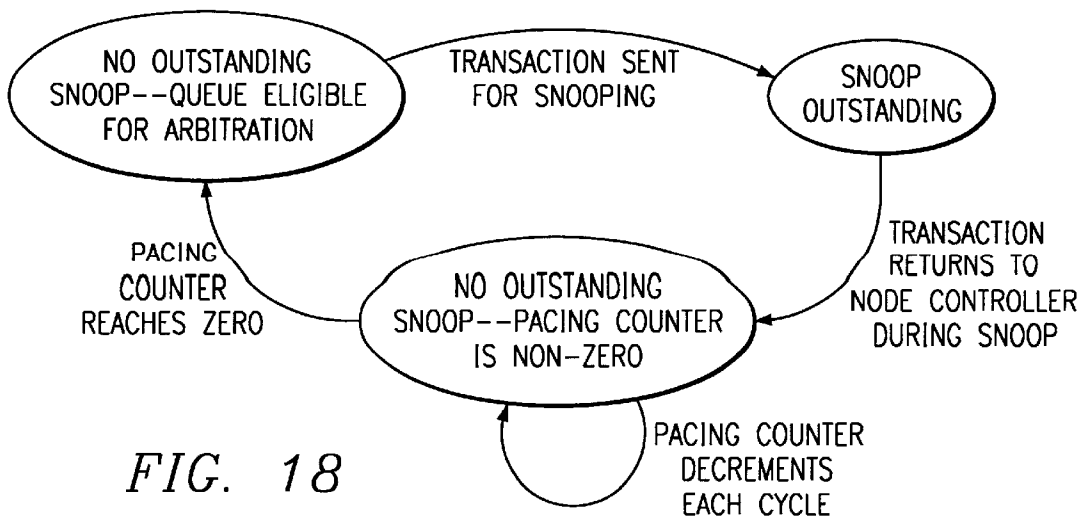 NO OUTSTANDING
SNOOP--QUEUE ELIGIBLE
FOR ARBITRATION
TRANSACTION SENT
FOR SNOOPING
SNOOP
OUTSTANDING
TRANSACTION
RETURNS TO
NODE CONTROLLER
DURING SNOOP
PACING
COUNTER
REACHES ZERO
NO OUTSTANDING
SNOOP--PACING COUNTER
IS NON-ZERO
PACING COUNTER
DECREMENTS
EACH CYCLE
FIG. 18